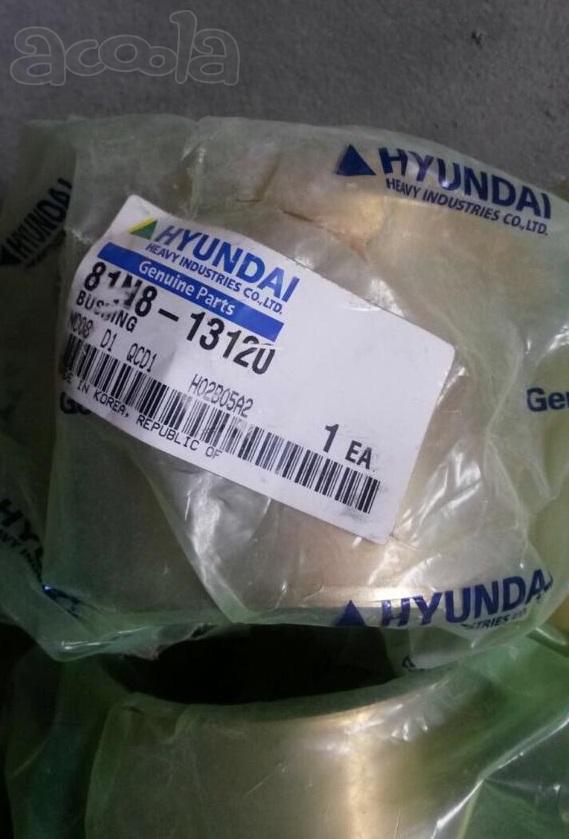 acoola
HYUNDAI
HEAVY INDUSTRIES CO.,LTD.
HYUNDAI
HEAVY INDUSTRIES CO.,LTD.
Genuine Parts
81N8-13120
BUSHING
D1 QCD1 H02B05A2
1 EA
IN KOREA, REPUBLIC OF
Ge
HYUNDAI